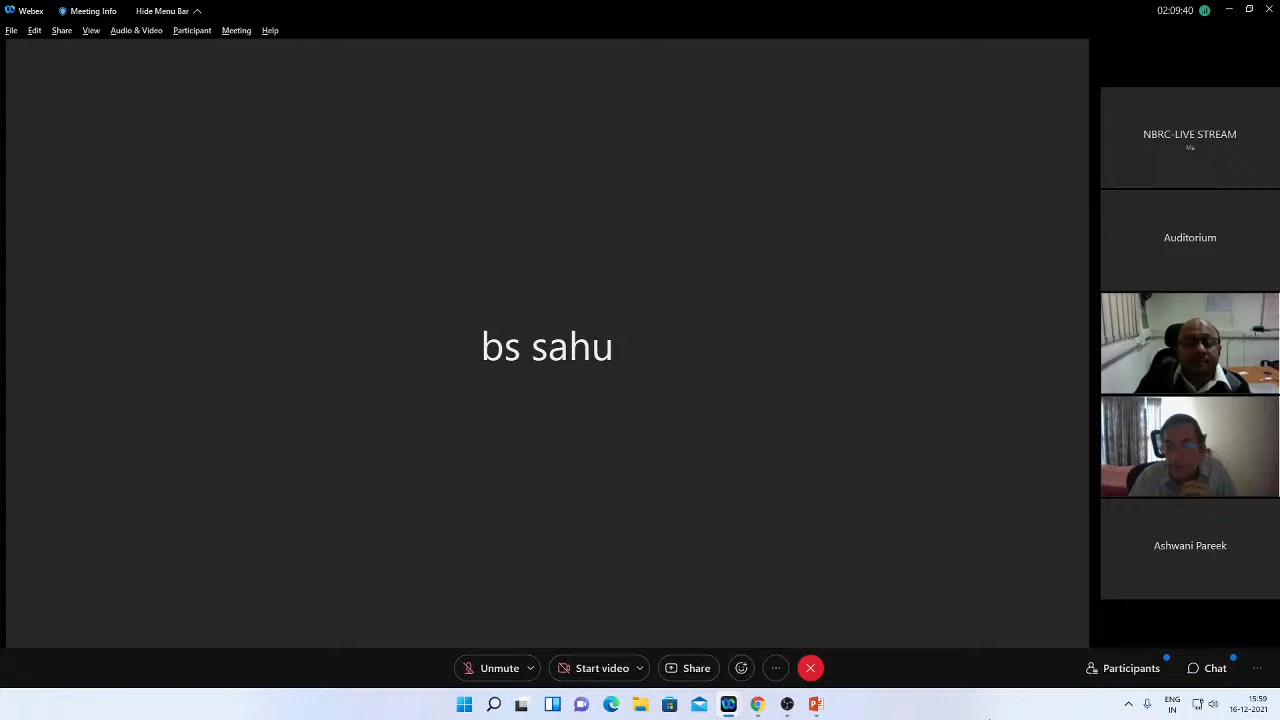 Webex Meeting Info Hide Menu Bar 02:09:40
File Edit Share View Audio & Video Participant Meeting Help
NBRC-LIVE STREAM
Me
Auditorium
bs sahu
Ashwani Pareek
Unmute Start video Share Participants Chat
ENG 15:59
IN 16-12-2021